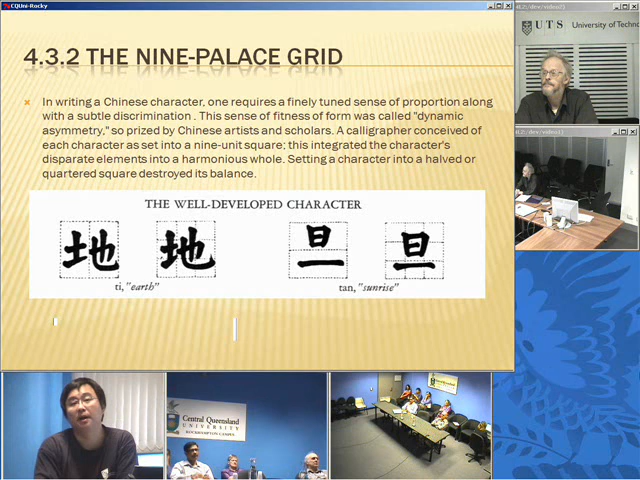 CQUni-Rocky
4.3.2 THE NINE-PALACE GRID
In writing a Chinese character, one requires a finely tuned sense of proportion along
with a subtle discrimination . This sense of fitness of form was called "dynamic
asymmetry," so prized by Chinese artists and scholars. A calligrapher conceived of
each character as set into a nine-unit square; this integrated the character's
disparate elements into a harmonious whole. Setting a character into a halved or
quartered square destroyed its balance.
THE WELL-DEVELOPED CHARACTER
地 地 旦 旦
ti, "earth" tan, "sunrise"
UTS University of Techno
Central Queensland
UNIVERSITY
ROCKHAMPTON CAMPUS